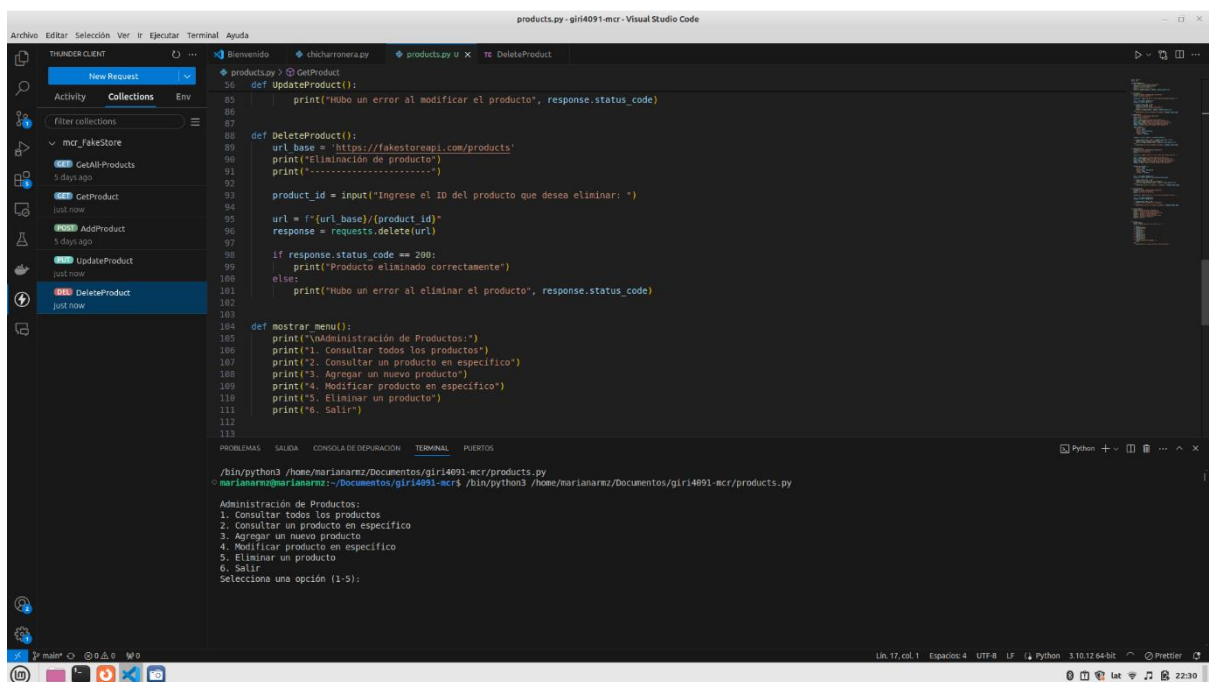 products.py - giri4091-mcr - Visual Studio Code
Archivo Editar Selección Ver Ir Ejecutar Terminal Ayuda
THUNDER CLIENT
New Request
Activity Collections Env
filter collections
mcr_FakeStore
GET GetAll-Products
5 days ago
GET GetProduct
just now
POST AddProduct
5 days ago
PUT UpdateProduct
just now
DEL DeleteProduct
just now
Bienvenido chicharronera.py products.py U TC DeleteProduct
products.py > GetProduct
56 def UpdateProduct():
85 print("HUbo un error al modificar el producto", response.status_code)
86
87
88 def DeleteProduct():
89 url_base = 'https://fakestoreapi.com/products'
90 print("Eliminación de producto")
91 print("-----------------------")
92
93 product_id = input("Ingrese el ID del producto que desea eliminar: ")
94
95 url = f"{url_base}/{product_id}"
96 response = requests.delete(url)
97
98 if response.status_code == 200:
99 print("Producto eliminado correctamente")
100 else:
101 print("Hubo un error al eliminar el producto", response.status_code)
102
103
104 def mostrar_menu():
105 print("\nAdministración de Productos:")
106 print("1. Consultar todos los productos")
107 print("2. Consultar un producto en específico")
108 print("3. Agregar un nuevo producto")
109 print("4. Modificar producto en específico")
110 print("5. Eliminar un producto")
111 print("6. Salir")
112
113
PROBLEMAS SALIDA CONSOLA DE DEPURACIÓN TERMINAL PUERTOS
Python
/bin/python3 /home/marianarmz/Documentos/giri4091-mcr/products.py
marianarmz@marianarmz:~/Documentos/giri4091-mcr$ /bin/python3 /home/marianarmz/Documentos/giri4091-mcr/products.py
Administración de Productos:
1. Consultar todos los productos
2. Consultar un producto en específico
3. Agregar un nuevo producto
4. Modificar producto en específico
5. Eliminar un producto
6. Salir
Selecciona una opción (1-5):
main* 0 0 0 Lín. 17, col. 1 Espacios: 4 UTF-8 LF Python 3.10.12 64-bit Prettier
lat 22:30